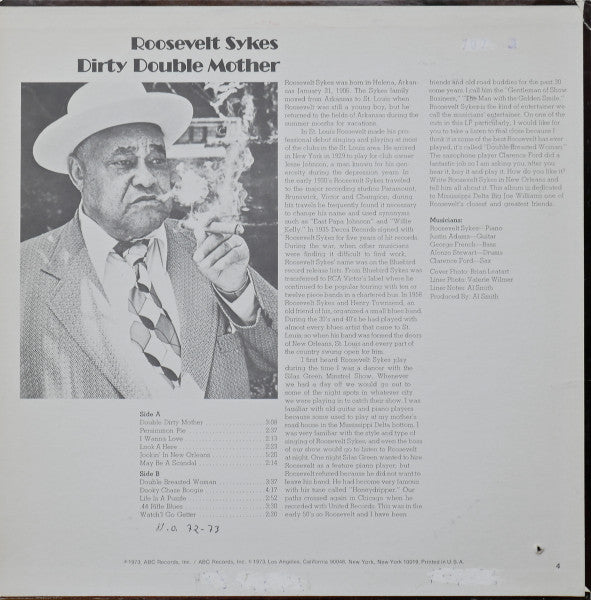 Roosevelt Sykes
Dirty Double Mother
Roosevelt Sykes was born in Helena, Arkan-
sas January 31, 1906. The Sykes family
moved from Arkansas to St. Louis when
Roosevelt was still a young boy, but he
returned to the fields of Arkansas during the
summer months for vacations.
In St. Louis Roosevelt made his pro-
fessional debut singing and playing at most
of the clubs in the St. Louis area. He arrived
in New York in 1929 to play for club owner
Jesse Johnson, a man known for his gen-
erosity during the depression years. In
the early 1930's Roosevelt Sykes traveled
to the major recording studios Paramount,
Brunswick, Victor and Champion; during
his travels he frequently found it necessary
to change his name and used synonyms
such as "East Papa Johnson" and "Willie
Kelly." In 1935 Decca Records signed with
Roosevelt Sykes for five years of hit records.
During the war, when other musicians
were finding it difficult to find work,
Roosevelt Sykes' name was on the Bluebird
record release lists. From Bluebird Sykes was
transferred to RCA Victor's label where he
continued to be popular touring with ten or
twelve piece bands in a chartered bus. In 1958
Roosevelt Sykes and Henry Townsend, an
old friend of his, organized a small blues band.
During the 30's and 40's he had played with
almost every blues artist that came to St.
Louis; so when his band was formed the doors
of New Orleans, St. Louis and every part of
the country swung open for him.
I first heard Roosevelt Sykes play
during the time I was a dancer with the
Silas Green Minstrel Show. Whenever
we had a day off we would go out to
some of the night spots in whatever city
we were playing in to catch their show. I was
familiar with old guitar and piano players
because some used to play at my mother's
road house in the Mississippi Delta bottom. I
was very familiar with the style and type of
singing of Roosevelt Sykes; and even the boss
of our show would go to listen to Roosevelt
at night. One night Silas Green wanted to hire
Roosevelt as a feature piano player; but
Roosevelt refused because he did not want to
leave his band. He had become very famous
with his tune called "Honeydripper." Our
paths crossed again in Chicago when he
recorded with United Records. This was in the
early 50's so Roosevelt and I have been
friends and old road buddies for the past 30
some years. I call him the "Gentleman of Show
Business," "The Man with the Golden Smile."
Roosevelt Sykes is the kind of entertainer we
call the musicians' entertainer. On one of the
cuts in this LP particularly, I would like for
you to take a listen to that close because I
think it is some of the best Roosevelt has ever
played, it's called "Double Breasted Woman."
The saxophone player Clarence Ford did a
fantastic job so I am asking you, after you
hear it, buy it and play it. How do you like it?
Write Roosevelt Sykes in New Orleans and
tell him all about it. This album is dedicated
to Mississippi Delta Big Joe Williams one of
Roosevelt's closest and greatest friends.
Musicians:
Roosevelt Sykes—Piano
Justin Adams—Guitar
George French—Bass
Alonzo Stewart—Drums
Clarence Ford—Sax
Cover Photo: Brian Leatart
Liner Photo: Valerie Wilmer
Liner Notes: Al Smith
Produced By: Al Smith
Side A
Double Dirty Mother 3:08
Persimmon Pie 2:37
I Wanna Love 2:13
Look A Here 2:23
Jookin' In New Orleans 5:20
May Be A Scandal 2:14
Side B
Double Breasted Woman 3:37
Dooky Chase Boogie 4:17
Life Is A Puzzle 2:52
.44 Rifle Blues 3:30
Watch'll Go Getter 2:20
N.O. 72-73
℗1973, ABC Records, Inc. / ABC Records, Inc. ©1973, Los Angeles, California 90048, New York, New York 10019, Printed in U.S.A.
4